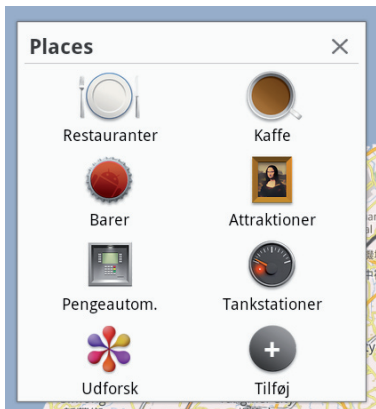 Places
Restauranter
Kaffe
Barer
Attraktioner
Pengeautom.
Tankstationer
Udforsk
Tilføj